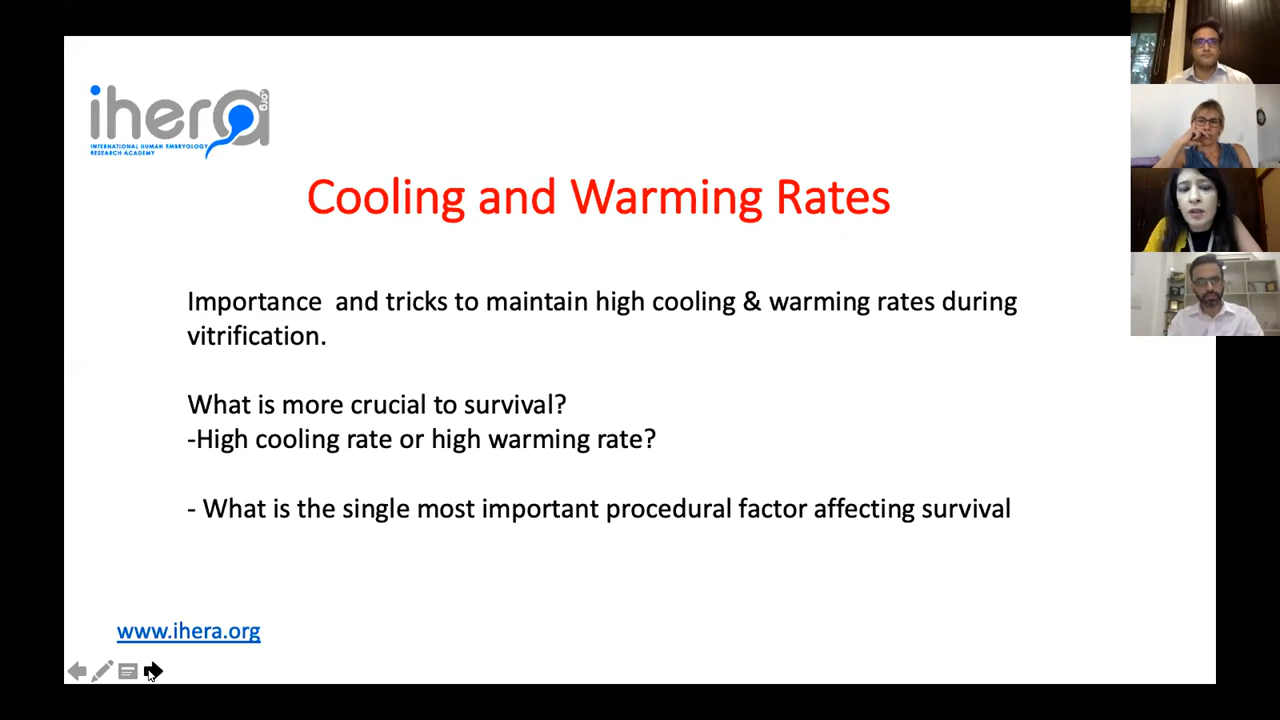 ihera
.org
INTERNATIONAL HUMAN EMBRYOLOGY
RESEARCH ACADEMY
Cooling and Warming Rates
Importance and tricks to maintain high cooling & warming rates during
vitrification.
What is more crucial to survival?
-High cooling rate or high warming rate?
- What is the single most important procedural factor affecting survival
www.ihera.org